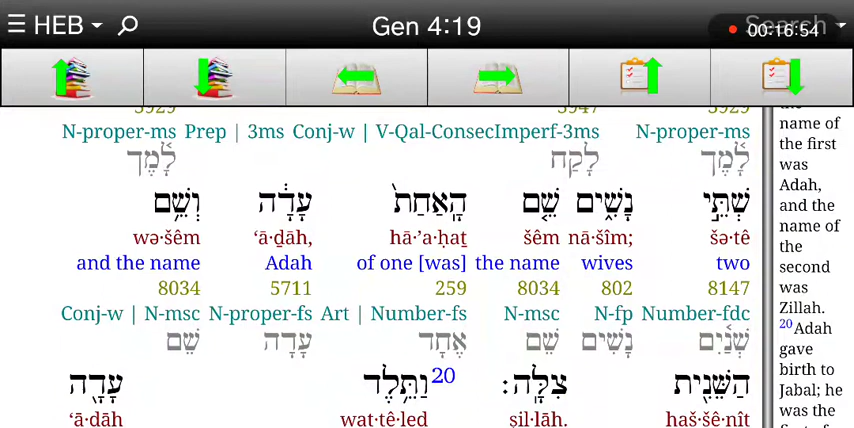 ☰ HEB Gen 4:19 Search
00:16:54
N-proper-ms Prep | 3ms Conj-w | V-Qal-ConsecImperf-3ms N-proper-ms
לָ֫מֶך לָקַח לָ֫מֶך
שְׁתֵּ֣י נָשִׁ֑ים שֵׁ֤ם הָֽאַחַת֙ עָדָ֔ה וְשֵׁ֥ם
wə·šêm ‘ā·ḏāh, hā·’a·ḥaṯ šêm nā·šîm; šə·tê
and the name Adah of one [was] the name wives two
8034 5711 259 8034 802 8147
Conj-w | N-msc N-proper-fs Art | Number-fs N-msc N-fp Number-fdc
שְׁנַ֫יִם נָשִׁים שֵׁם אֶחָד עָדָה שֵׁם
הַשֵּׁנִ֖ית צִלָּֽה׃ 20 וַתֵּ֥לֶד עָדָ֖ה
‘ā·ḏāh wat·tê·leḏ ṣil·lāh. haš·šê·nîṯ
name of
the first
was
Adah,
and the
name of
the
second
was
Zillah.
20 Adah
gave
birth to
Jabal; he
was the